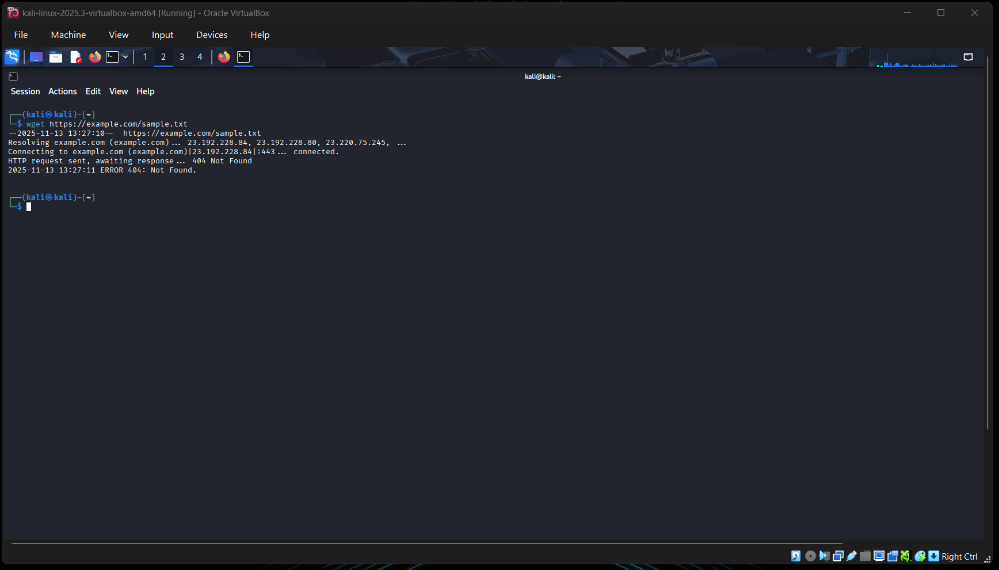 kali-linux-2025.3-virtualbox-amd64 [Running] - Oracle VirtualBox
File Machine View Input Devices Help
1 2 3 4
kali@kali: ~
Session Actions Edit View Help
┌──(kali㉿kali)-[~]
└─$ wget https://example.com/sample.txt
--2025-11-13 13:27:10--  https://example.com/sample.txt
Resolving example.com (example.com)... 23.192.228.84, 23.192.228.80, 23.220.75.245, ...
Connecting to example.com (example.com)|23.192.228.84|:443... connected.
HTTP request sent, awaiting response... 404 Not Found
2025-11-13 13:27:11 ERROR 404: Not Found.
┌──(kali㉿kali)-[~]
└─$
Right Ctrl